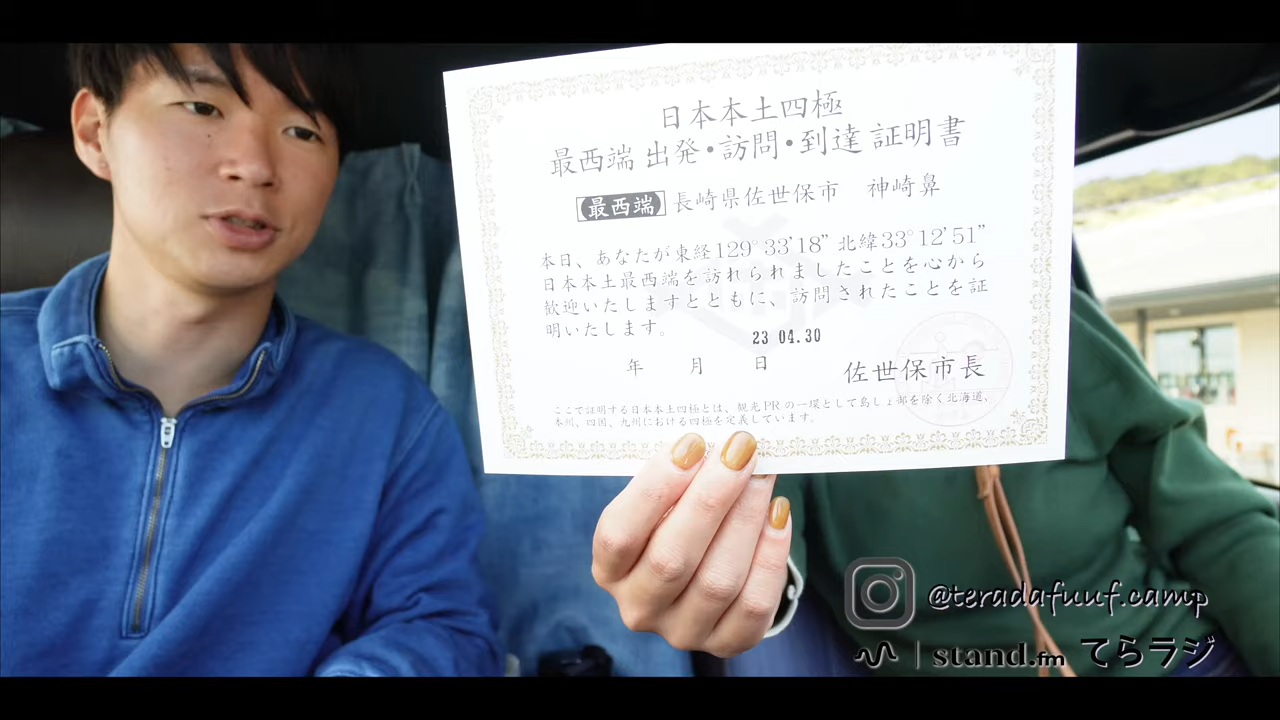 日本本土四極
最西端 出発・訪問・到達 証明書
最西端 長崎県佐世保市 神崎鼻
本日、あなたが東経129°33’18” 北緯33°12’51”
日本本土最西端を訪れられましたことを心から
歓迎いたしますとともに、訪問されたことを証
明いたします。
23 04.30
年 月 日
佐世保市長
ここで証明する日本本土四極とは、観光PRの一環として島しょ部を除く北海道、
本州、四国、九州における四極を定義しています。
@teradafuuf.camp
stand.fm てらラジ